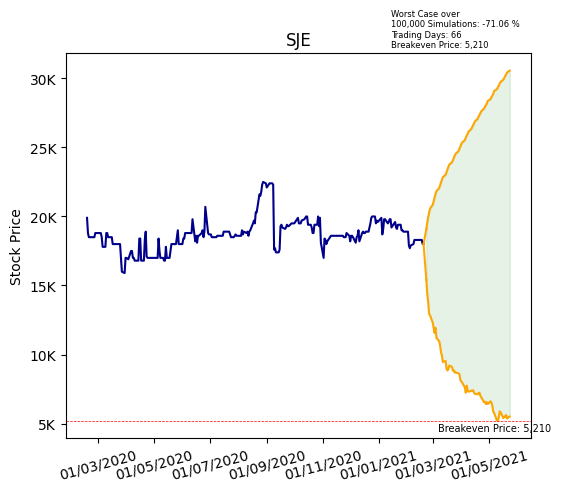 Worst Case over
100,000 Simulations: -71.06 %
Trading Days: 66
Breakeven Price: 5,210
SJE
Stock Price
30K
25K
20K
15K
10K
5K
Breakeven Price: 5,210
01/03/2020
01/05/2020
01/07/2020
01/09/2020
01/11/2020
01/01/2021
01/03/2021
01/05/2021